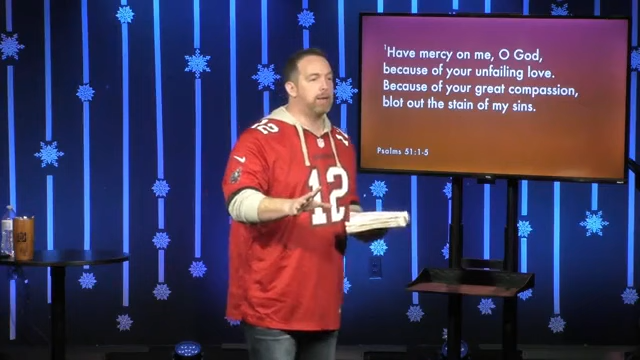 ¹Have mercy on me, O God,
because of your unfailing love.
Because of your great compassion,
blot out the stain of my sins.
Psalms 51:1-5
12
12